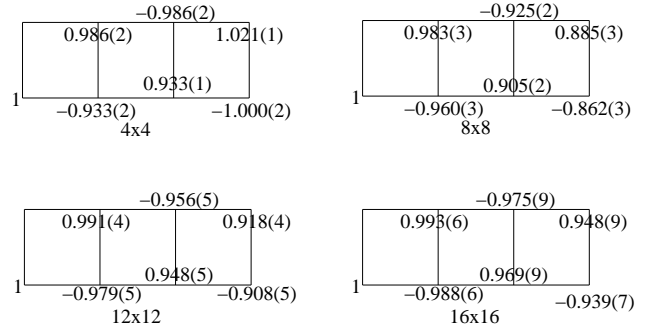 −0.986(2) −0.925(2)
0.986(2) 1.021(1) 0.983(3) 0.885(3)
0.933(1) 0.905(2)
1 1
−0.933(2) −1.000(2) −0.960(3) −0.862(3)
4x4 8x8
−0.956(5) −0.975(9)
0.991(4) 0.918(4) 0.993(6) 0.948(9)
0.948(5) 0.969(9)
1 1
−0.979(5) −0.908(5) −0.988(6) −0.939(7)
12x12 16x16